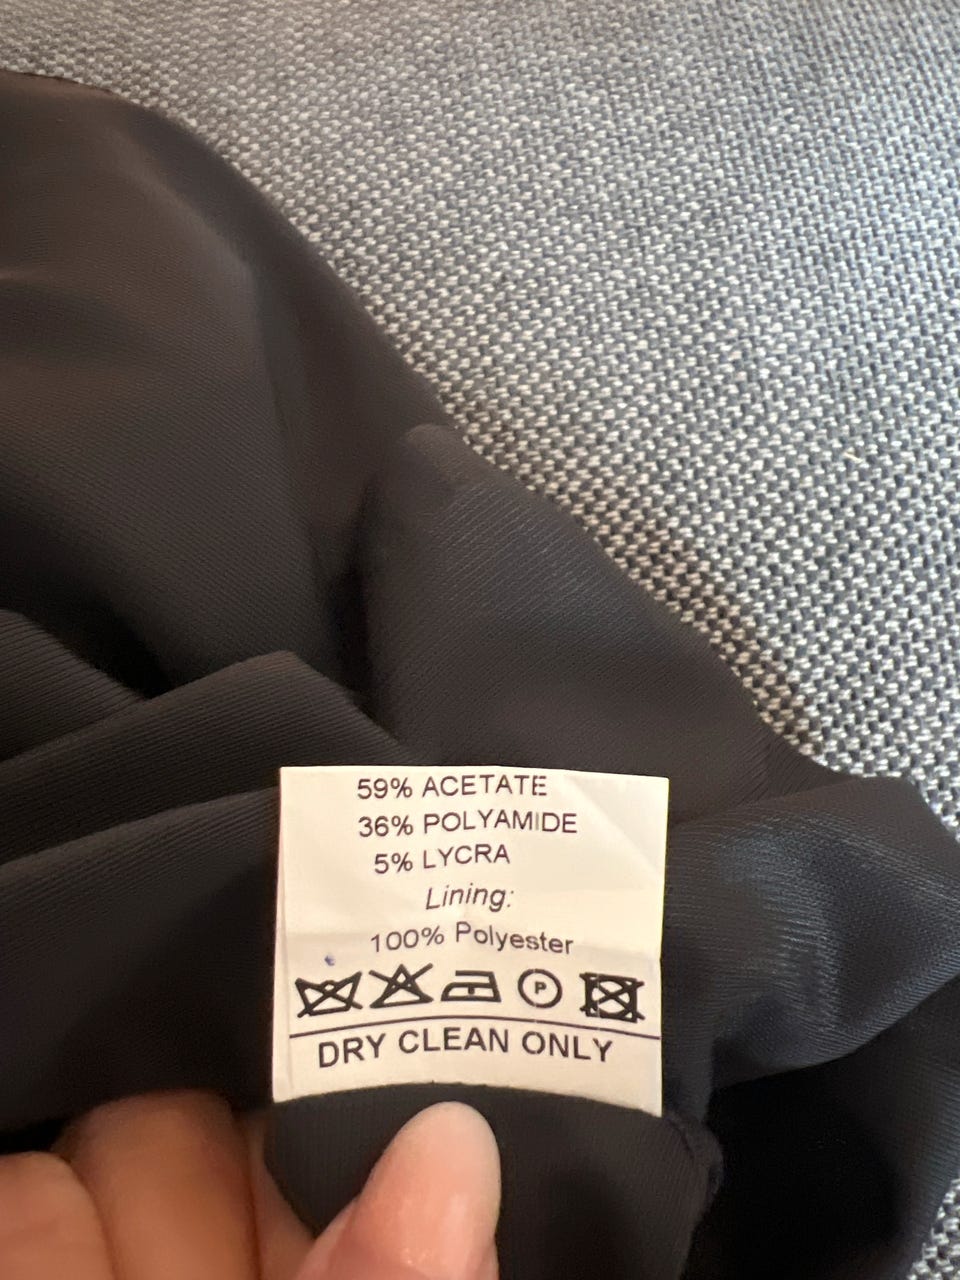 59% ACETATE
36% POLYAMIDE
5% LYCRA
Lining:
100% Polyester
P
DRY CLEAN ONLY